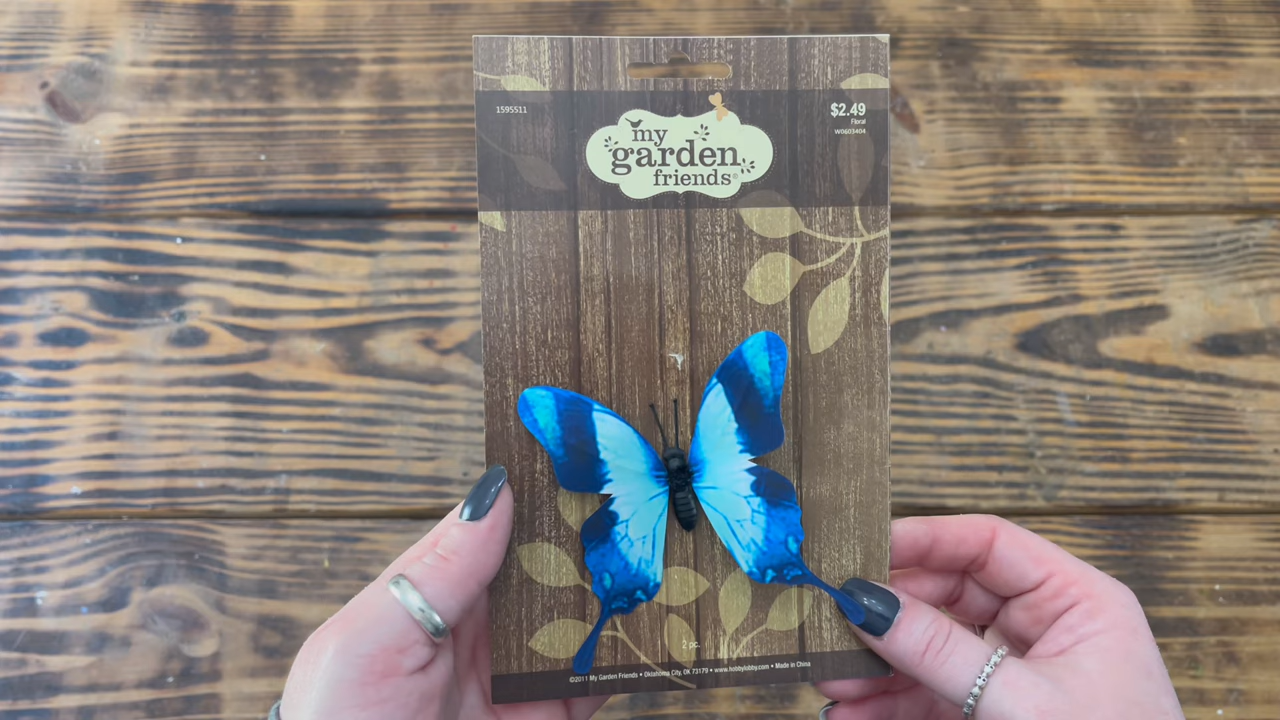 1595511
$2.49
Floral
W0603404
my
garden
friends®
2 pc.
©2011 My Garden Friends • Oklahoma City, OK 73179 • www.hobbylobby.com • Made in China